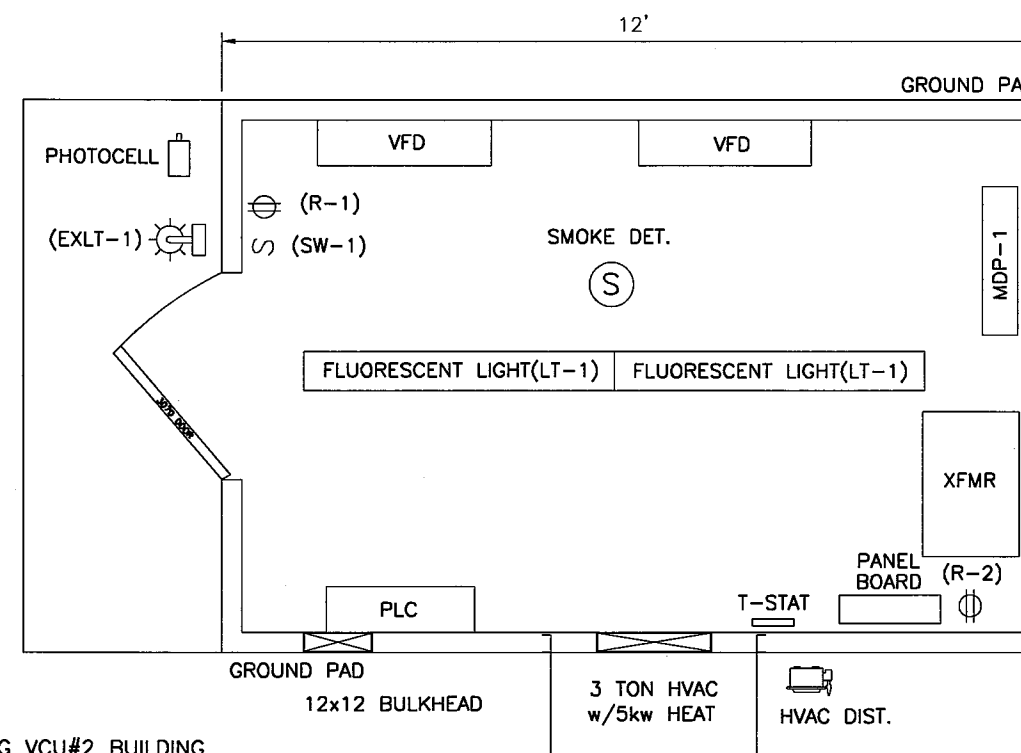 12'
GROUND PA
VFD
VFD
PHOTOCELL
(R-1)
(EXLT-1)
S (SW-1)
SMOKE DET.
S
MDP-1
FLUORESCENT LIGHT(LT-1)
FLUORESCENT LIGHT(LT-1)
3070 DOOR
XFMR
PANEL
BOARD
(R-2)
T-STAT
PLC
GROUND PAD
12x12 BULKHEAD
3 TON HVAC
w/5kw HEAT
HVAC DIST.
G VCU#2 BUILDING